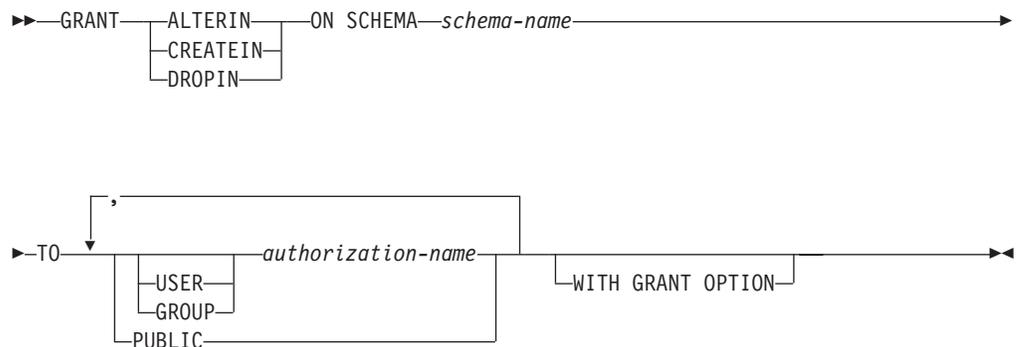 GRANT ALTERIN ON SCHEMA schema-name
CREATEIN
DROPIN
,
TO authorization-name
USER WITH GRANT OPTION
GROUP
PUBLIC